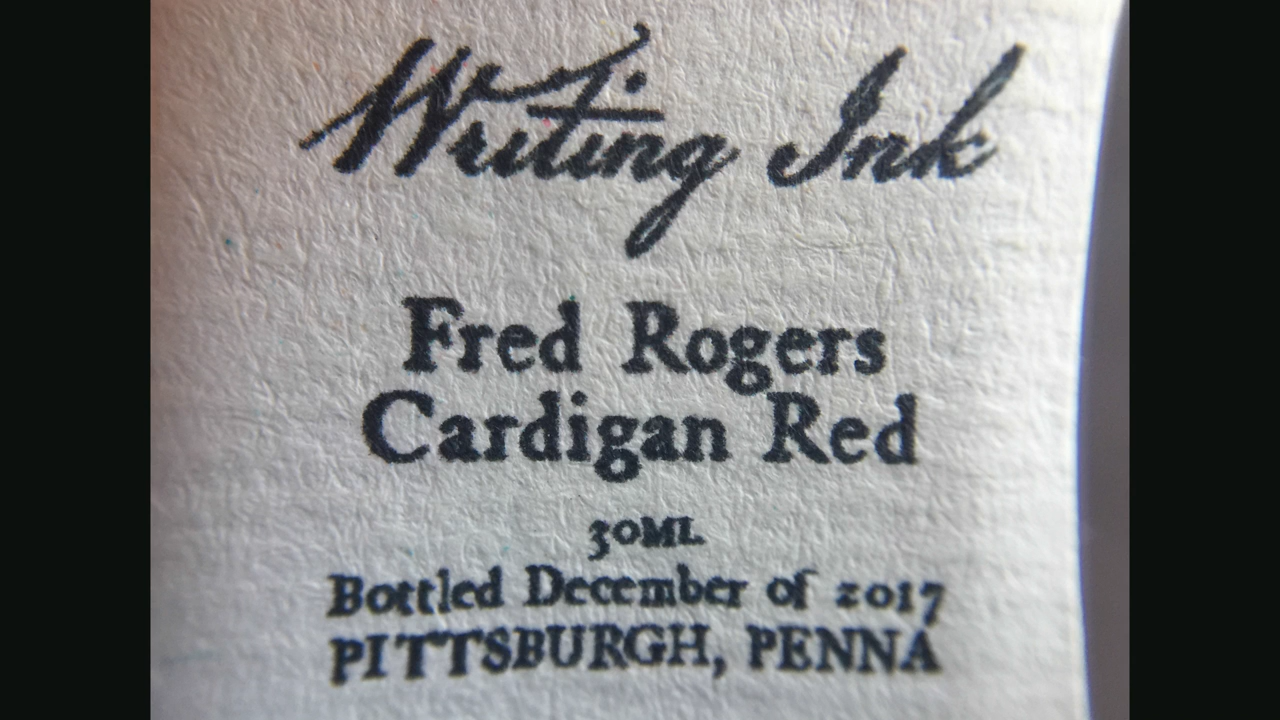 Writing Ink
Fred Rogers
Cardigan Red
30ML
Bottled December of 2017
PITTSBURGH, PENNA